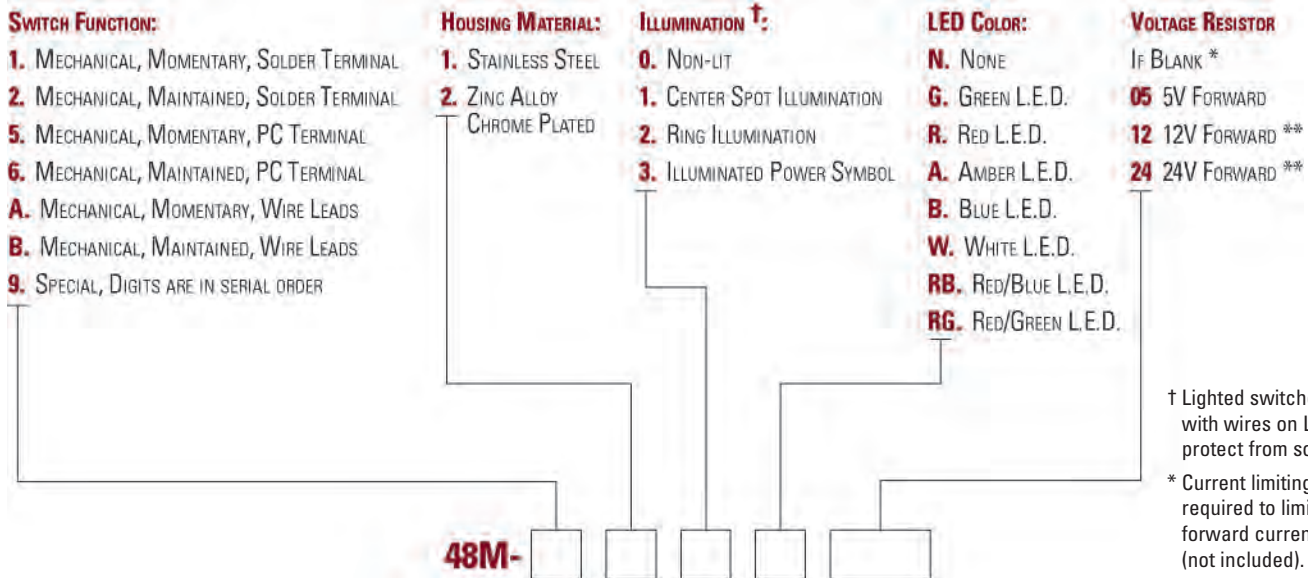 SWITCH FUNCTION:
1. MECHANICAL, MOMENTARY, SOLDER TERMINAL
2. MECHANICAL, MAINTAINED, SOLDER TERMINAL
5. MECHANICAL, MOMENTARY, PC TERMINAL
6. MECHANICAL, MAINTAINED, PC TERMINAL
A. MECHANICAL, MOMENTARY, WIRE LEADS
B. MECHANICAL, MAINTAINED, WIRE LEADS
9. SPECIAL, DIGITS ARE IN SERIAL ORDER
HOUSING MATERIAL:
1. STAINLESS STEEL
2. ZINC ALLOY
CHROME PLATED
ILLUMINATION †:
0. NON-LIT
1. CENTER SPOT ILLUMINATION
2. RING ILLUMINATION
3. ILLUMINATED POWER SYMBOL
LED COLOR:
N. NONE
G. GREEN L.E.D.
R. RED L.E.D.
A. AMBER L.E.D.
B. BLUE L.E.D.
W. WHITE L.E.D.
RB. RED/BLUE L.E.D.
RG. RED/GREEN L.E.D.
VOLTAGE RESISTOR
IF BLANK *
05 5V FORWARD
12 12V FORWARD **
24 24V FORWARD **
† Lighted switch
with wires on
protect from
* Current limiting
required to
forward
(not included).
48M-